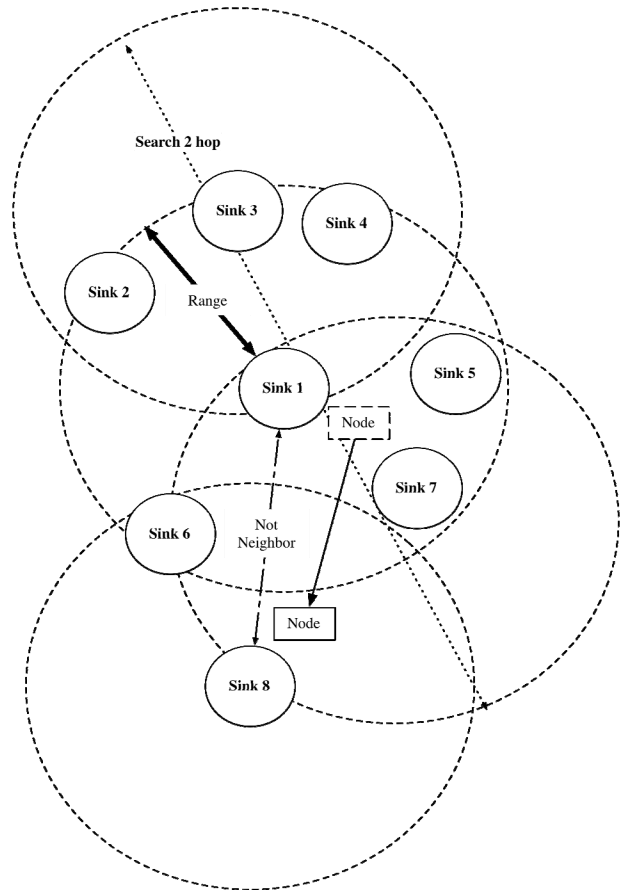 Search 2 hop
Sink 3
Sink 4
Sink 2
Range
Sink 5
Sink 1
Node
Sink 7
Sink 6
Not
Neighbor
Node
Sink 8